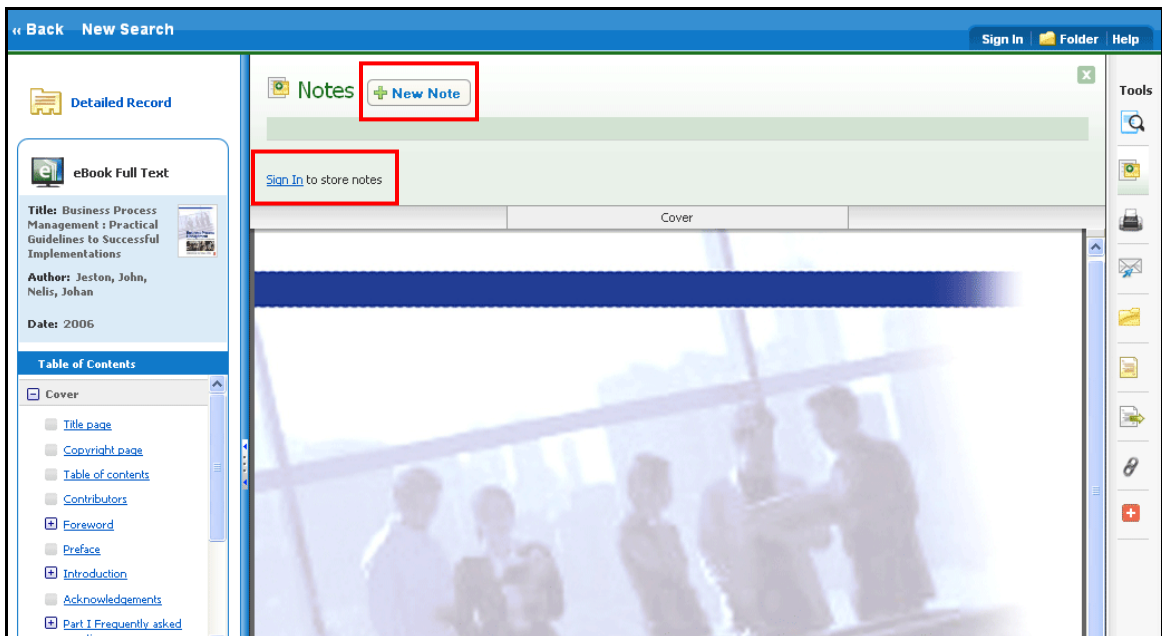 ‹‹ Back New Search
Sign In Folder Help
Detailed Record
eBook Full Text
Title: Business Process
Management : Practical
Guidelines to Successful
Implementations
Author: Jeston, John,
Nelis, Johan
Date: 2006
Table of Contents
Cover
Title page
Copyright page
Table of contents
Contributors
Foreword
Preface
Introduction
Acknowledgements
Part I Frequently asked
Notes
New Note
Sign In to store notes
Cover
Tools